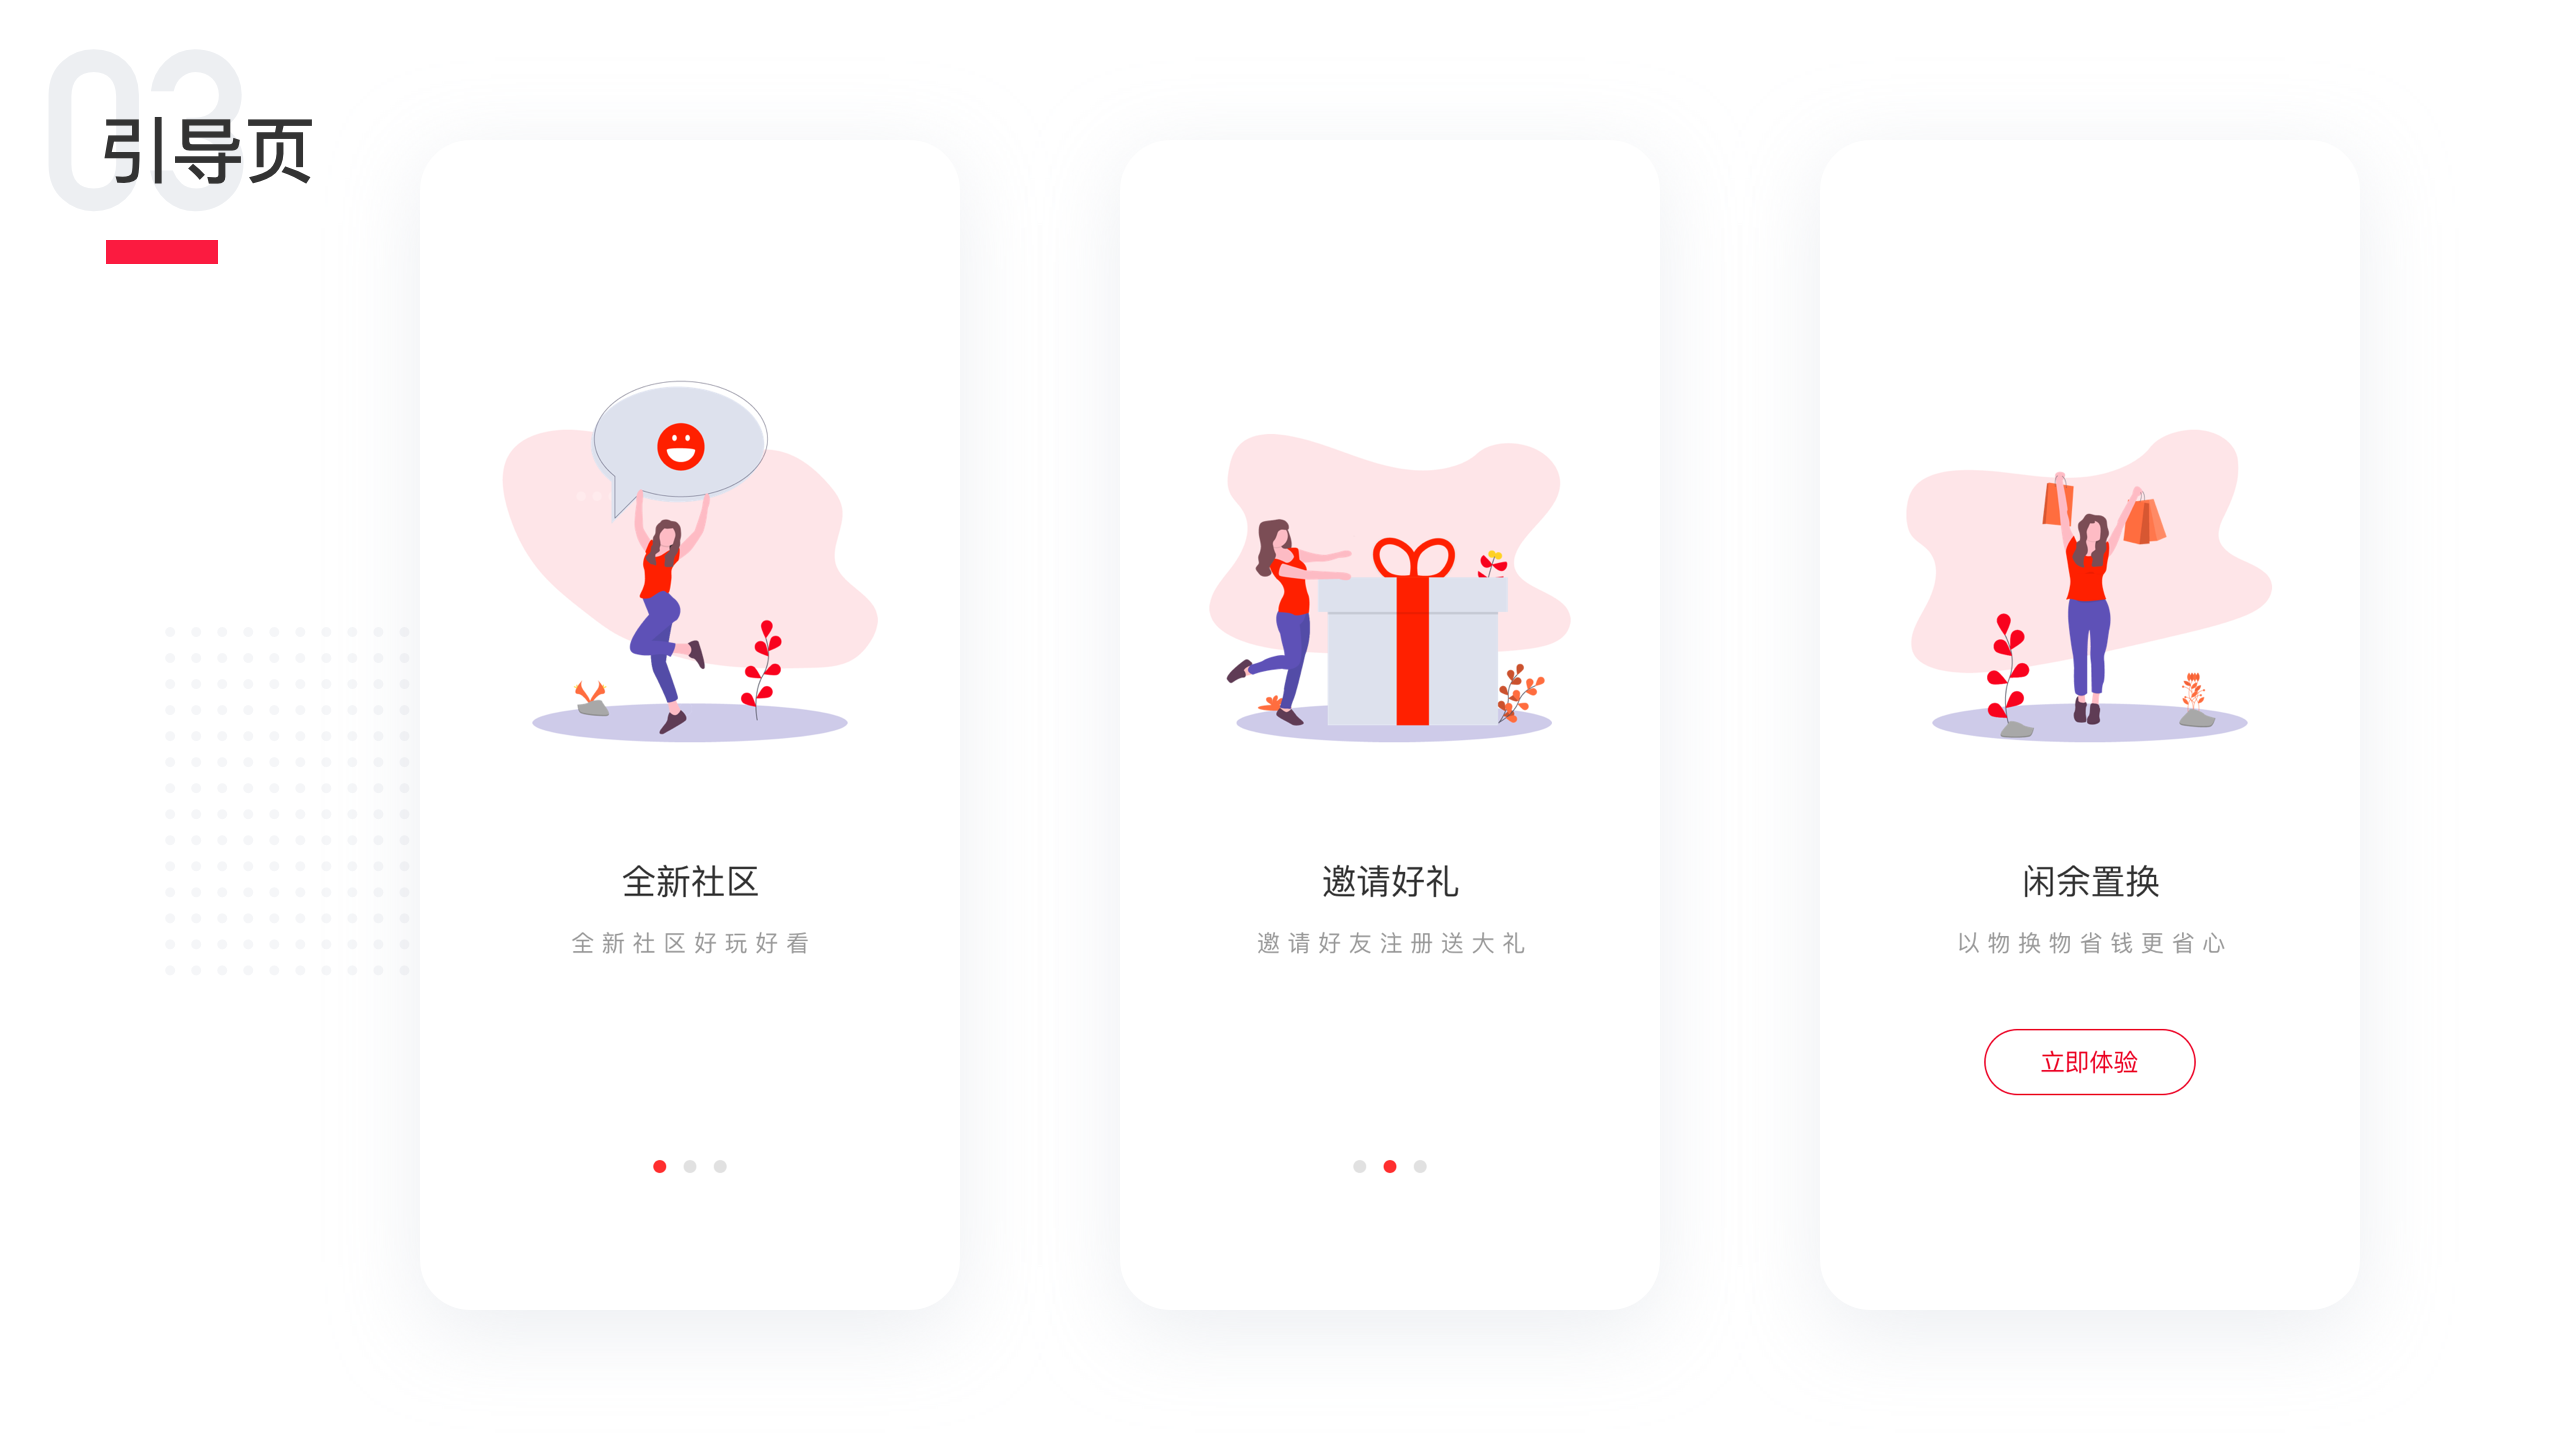 03
引导页
全新社区
全新社区好玩好看
邀请好礼
邀请好友注册送大礼
闲余置换
以物换物省钱更省心
立即体验